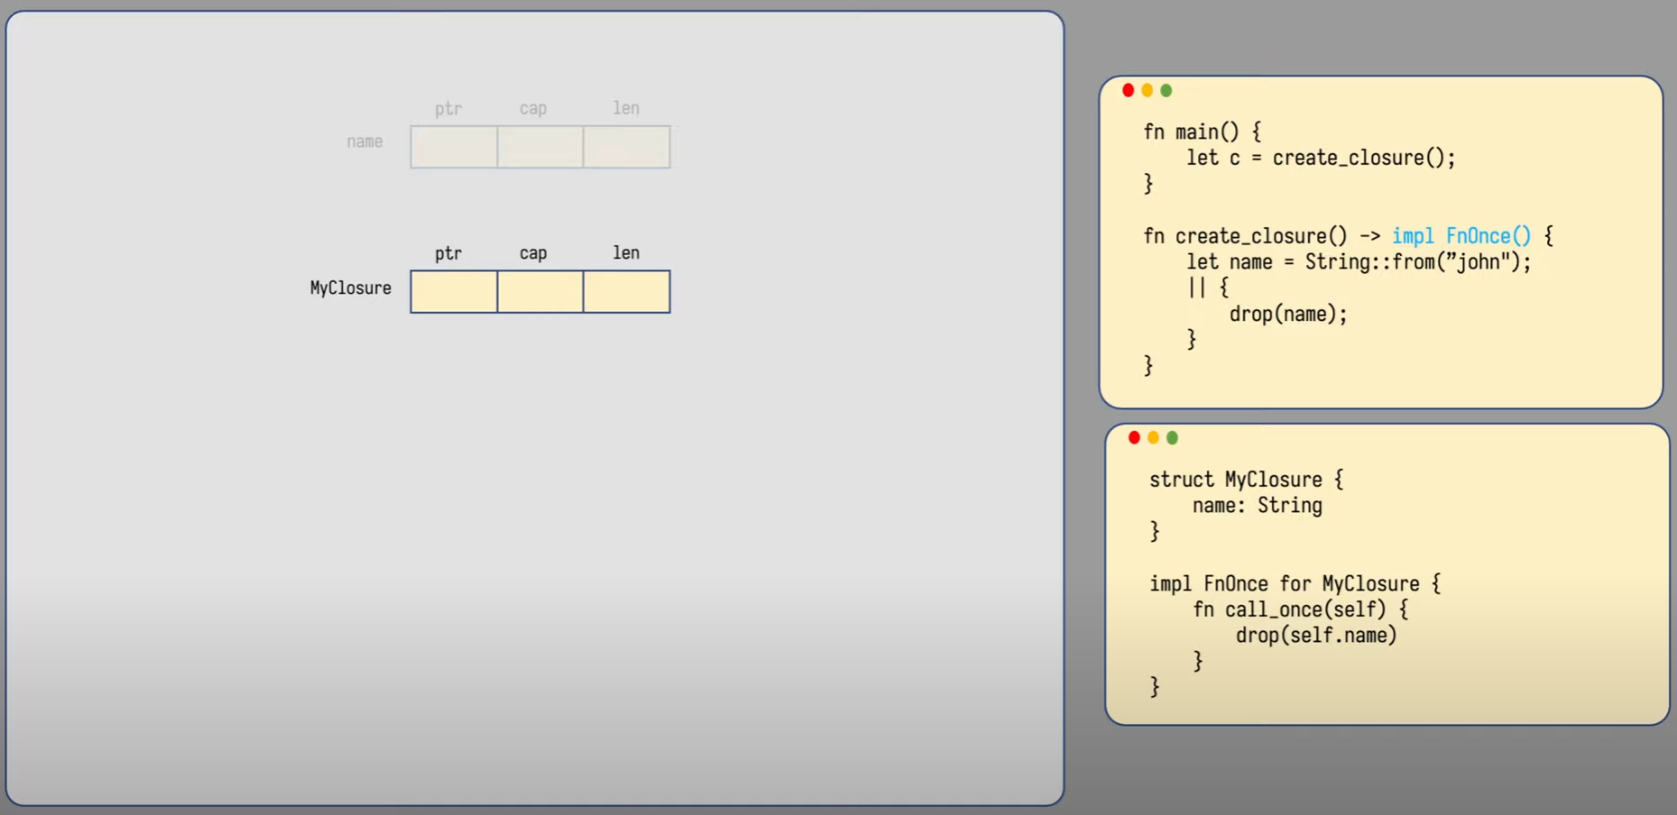 ptr cap len
name
ptr cap len
MyClosure
fn main() {
let c = create_closure();
}
fn create_closure() -> impl FnOnce() {
let name = String::from(”john");
|| {
drop(name);
}
}
struct MyClosure {
name: String
}
impl FnOnce for MyClosure {
fn call_once(self) {
drop(self.name)
}
}